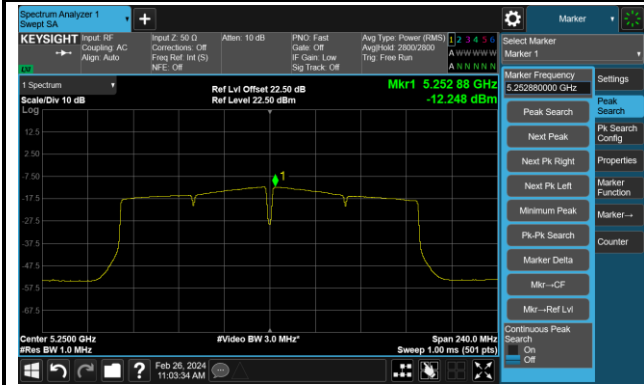 Spectrum Analyzer 1
Swept SA
+
Marker
KEYSIGHT
Input: RF
Coupling: AC
Align: Auto
Input Z: 50 Ω
Corrections: Off
Freq Ref: Int (S)
NFE: Off
Atten: 10 dB
PNO: Fast
Gate: Off
IF Gain: Low
Sig Track: Off
Avg Type: Power (RMS)
Avg|Hold: 2800/2800
Trig: Free Run
1 2 3 4 5 6
A W W W W W
A N N N N N
Select Marker
Marker 1
1 Spectrum
Scale/Div 10 dB
Log
Ref Lvl Offset 22.50 dB
Ref Level 22.50 dBm
Mkr1 5.252 88 GHz
-12.248 dBm
12.5
2.50
-7.50
-17.5
-27.5
-37.5
-47.5
-57.5
-67.5
1
Center 5.2500 GHz
#Res BW 1.0 MHz
#Video BW 3.0 MHz*
Span 240.0 MHz
Sweep 1.00 ms (501 pts)
Marker Frequency
5.252880000 GHz
Peak Search
Next Peak
Next Pk Right
Next Pk Left
Minimum Peak
Pk-Pk Search
Marker Delta
Mkr→CF
Mkr→Ref Lvl
Continuous Peak
Search
On
Off
Settings
Peak
Search
Pk Search
Config
Properties
Marker
Function
Marker→
Counter
?
Feb 26, 2024
11:03:34 AM